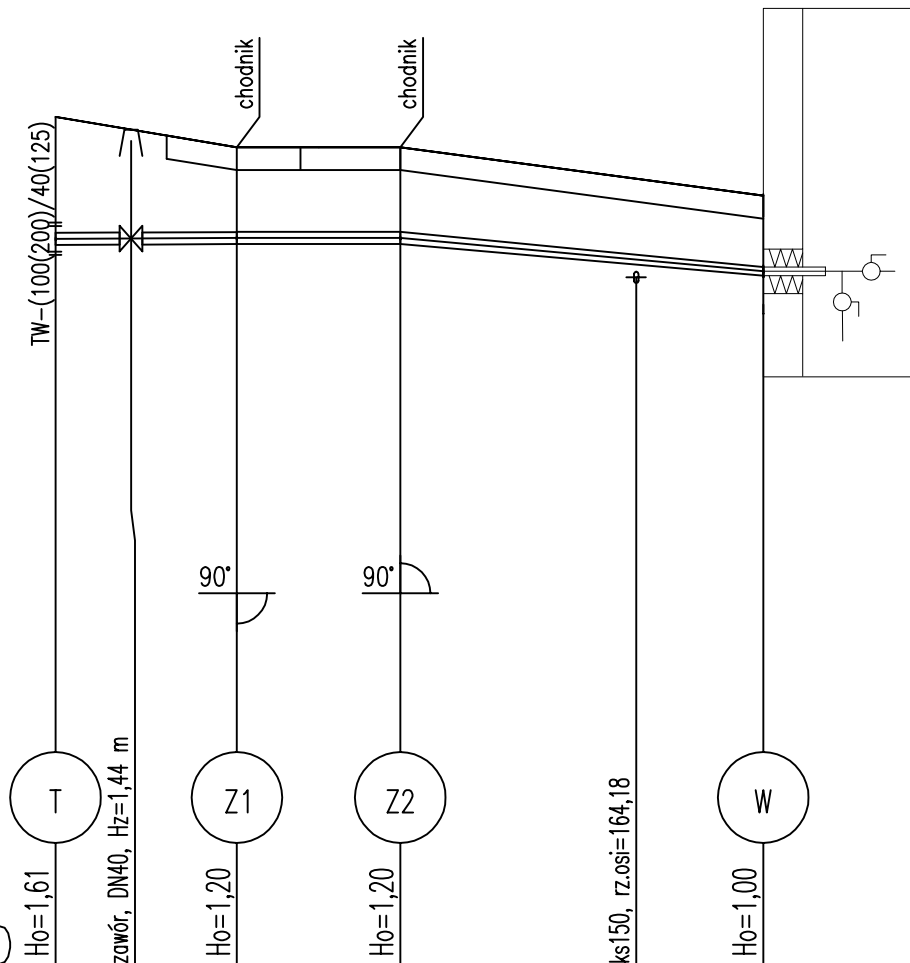 chodnik
chodnik
TW-(100(200)/40(125)
90°
90°
T
Z1
Z2
W
Ho=1,61
zawór, DN40, Hz=1,44 m
Ho=1,20
Ho=1,20
ks150, rz.osi=164,18
Ho=1,00